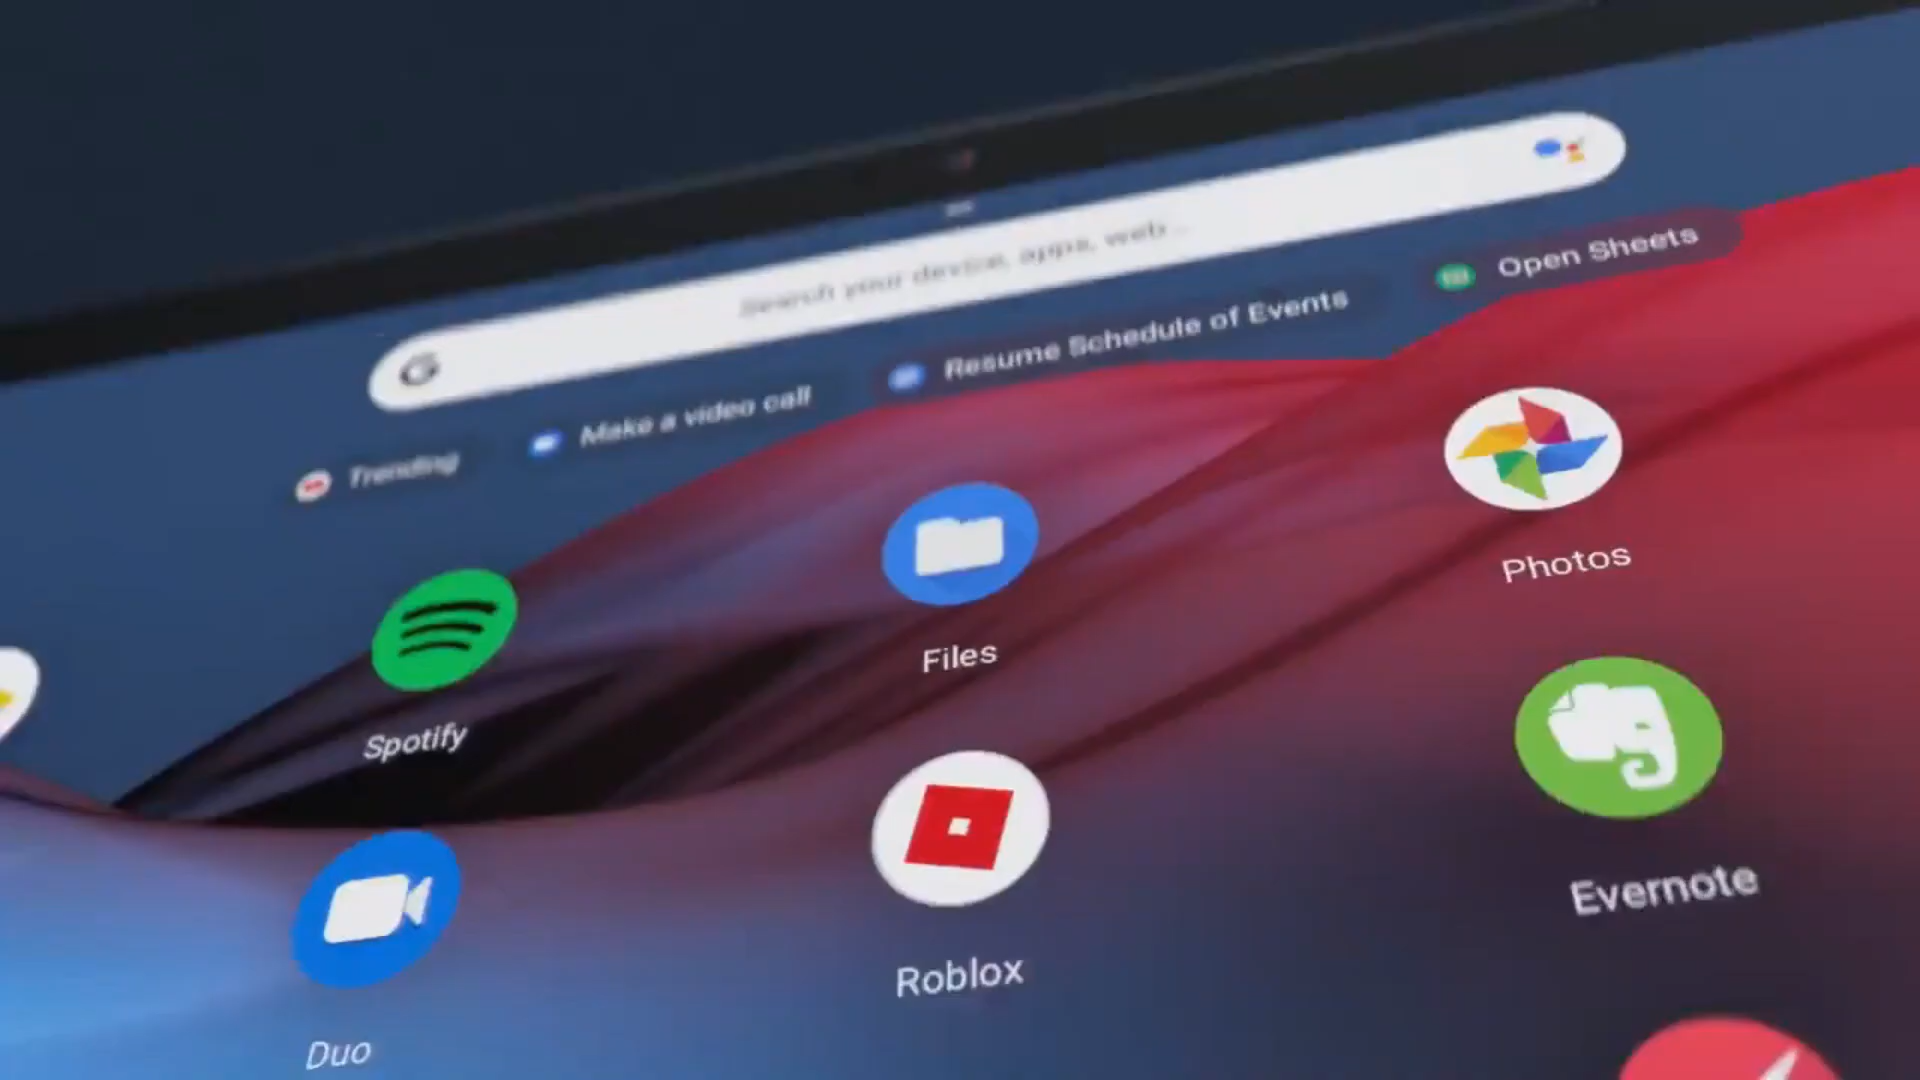 Search your device, apps, web...
Trending
Make a video call
Resume Schedule of Events
Open Sheets
Spotify
Files
Photos
Duo
Roblox
Evernote